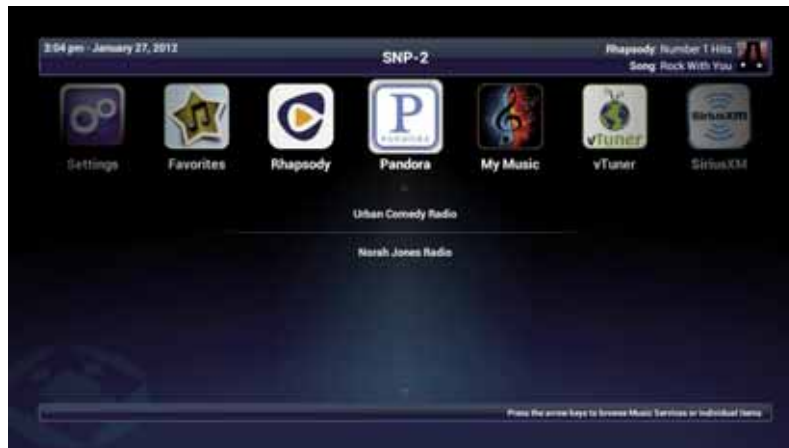 3:04 pm - January 27, 2012
SNP-2
Rhapsody: Number 1 Hits
Song: Rock With You
P
PANDORA
vTuner
SiriusXM
Settings
Favorites
Rhapsody
Pandora
My Music
vTuner
SiriusXM
Urban Comedy Radio
Norah Jones Radio
Press the arrow keys to browse Music Services or individual items